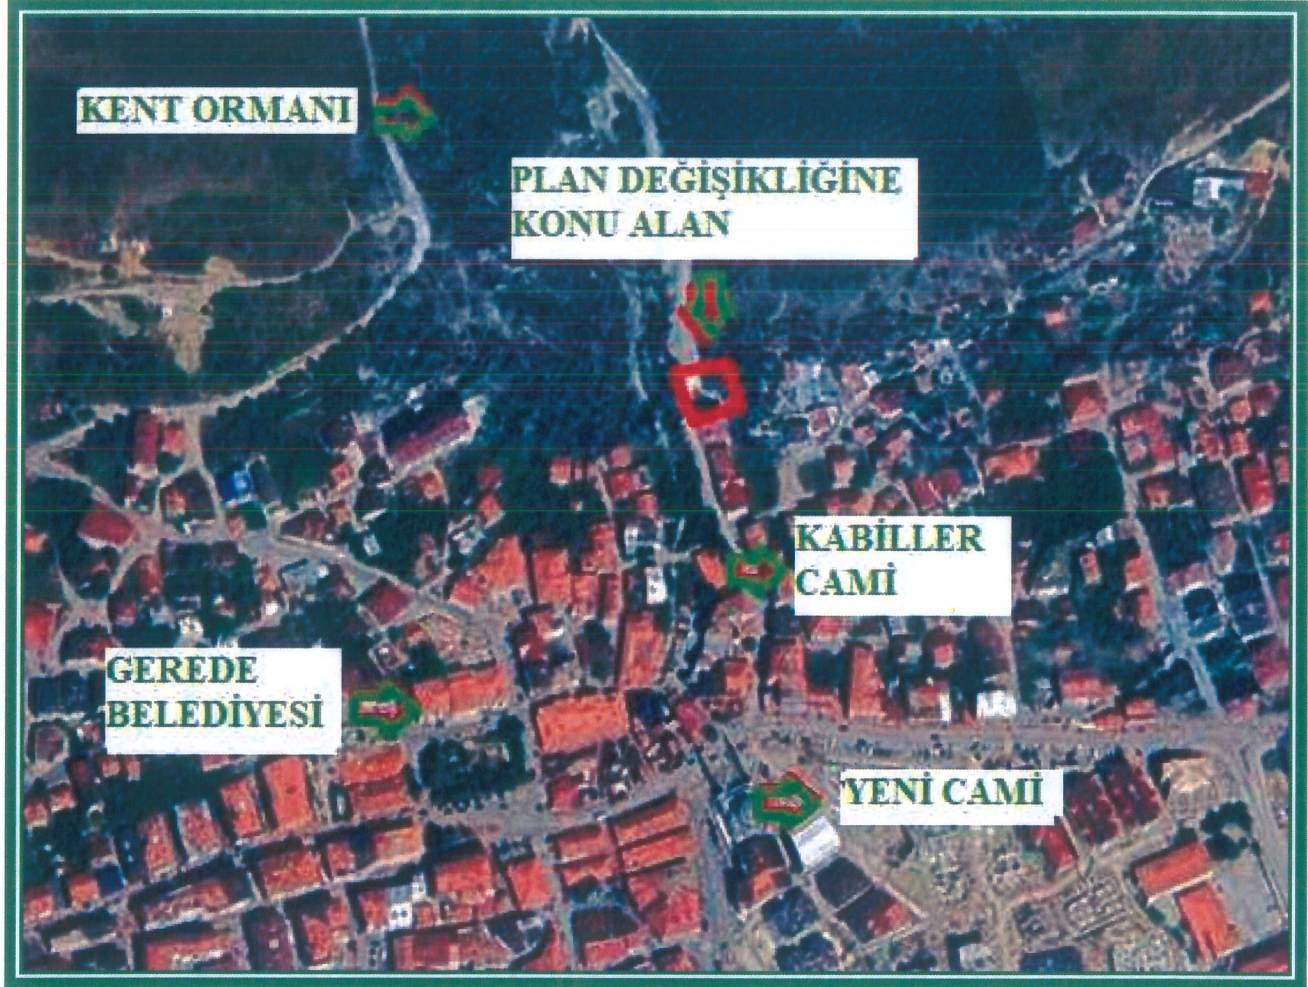 KENT ORMANI
PLAN DEĞİŞİKLİĞİNE
KONU ALAN
KABİLLER
CAMİ
GEREDE
BELEDİYESİ
YENİ CAMİ